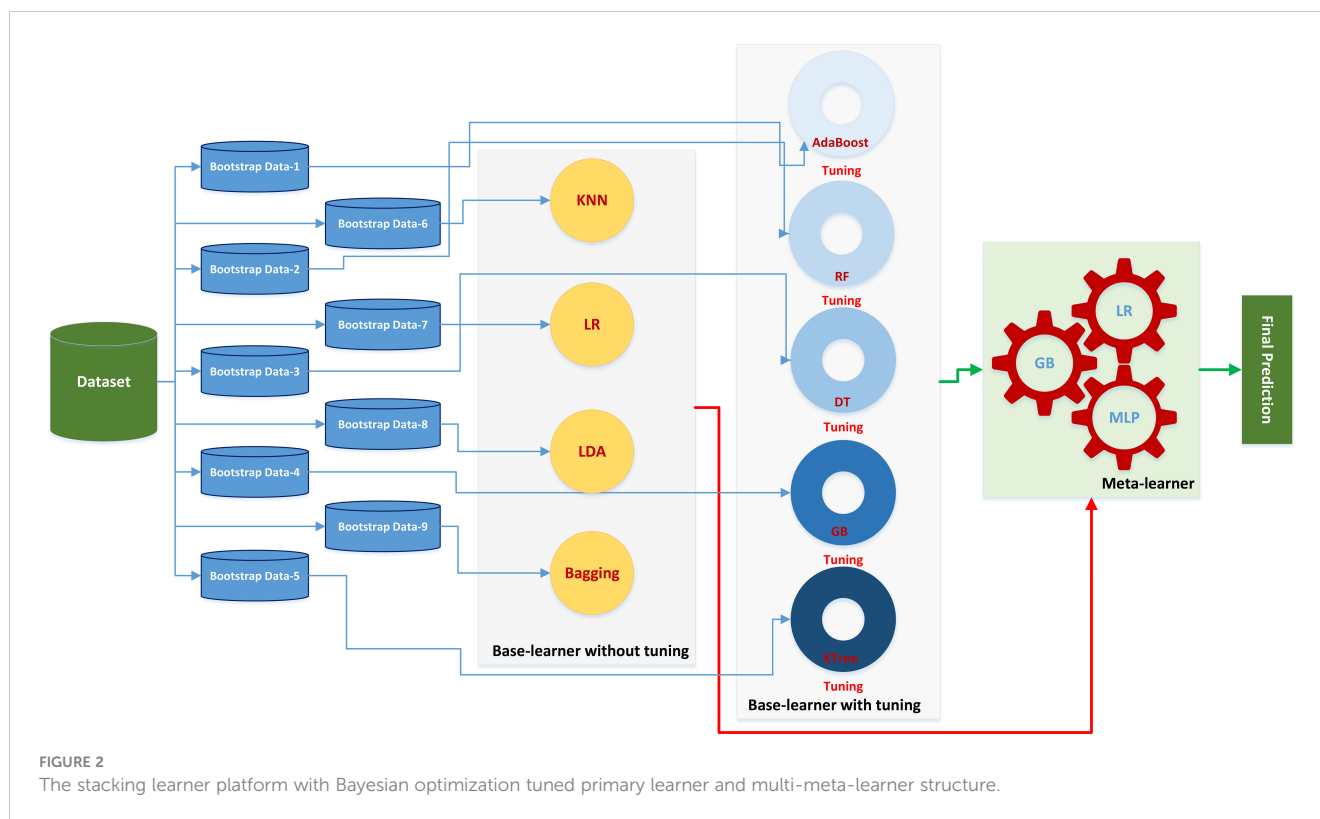 Dataset
Bootstrap Data-1
Bootstrap Data-6
Bootstrap Data-2
Bootstrap Data-7
Bootstrap Data-3
Bootstrap Data-8
Bootstrap Data-4
Bootstrap Data-9
Bootstrap Data-5
KNN
LR
LDA
Bagging
Base-learner without tuning
AdaBoost
Tuning
RF
Tuning
DT
Tuning
GB
Tuning
XTree
Tuning
Base-learner with tuning
LR
GB
MLP
Meta-learner
Final Prediction
FIGURE 2
The stacking learner platform with Bayesian optimization tuned primary learner and multi-meta-learner structure.